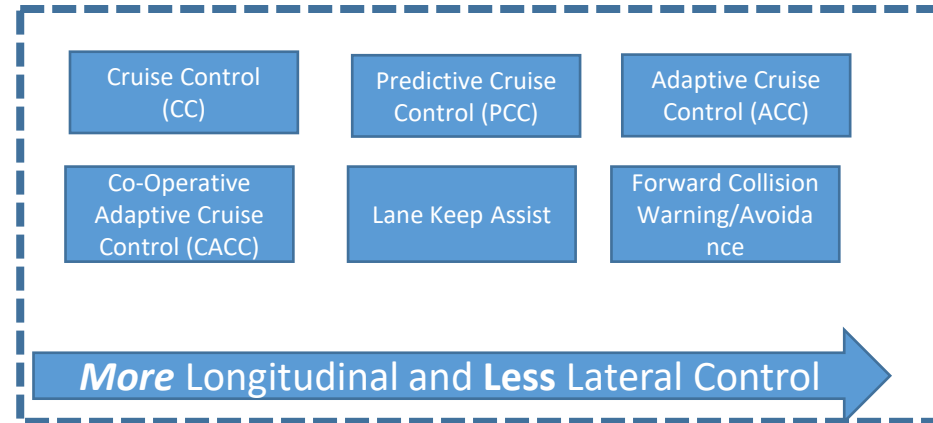 Cruise Control
(CC)
Predictive Cruise
Control (PCC)
Adaptive Cruise
Control (ACC)
Co-Operative
Adaptive Cruise
Control (CACC)
Lane Keep Assist
Forward Collision
Warning/Avoida
nce
More Longitudinal and Less Lateral Control